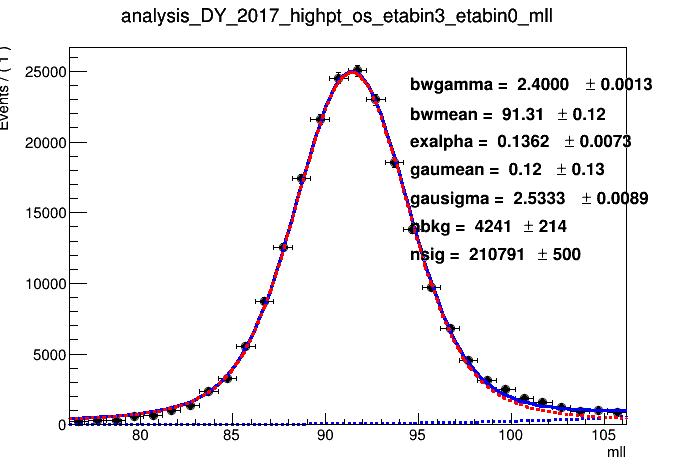 analysis_DY_2017_highpt_os_etabin3_etabin0_mll
Events / ( 1 )
25000
20000
15000
10000
5000
0
bwgamma = 2.4000 ± 0.0013
bwmean = 91.31 ± 0.12
exalpha = 0.1362 ± 0.0073
gaumean = 0.12 ± 0.13
gausigma = 2.5333 ± 0.0089
nbkg = 4241 ± 214
nsig = 210791 ± 500
80 85 90 95 100 105
mll